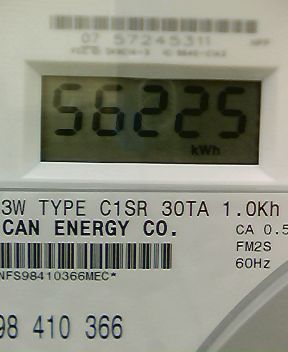 07 57245311
56225
kWh
3W TYPE C1SR 30TA 1.0Kh
CAN ENERGY CO.
CA 0.5
FM2S
60Hz
NFS98410366MEC*
98 410 366